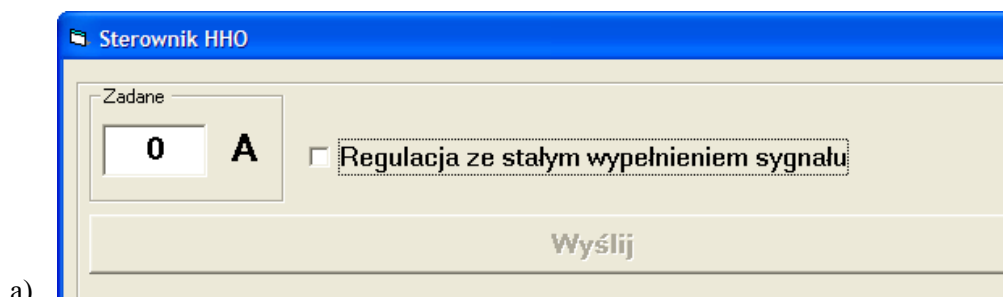 Sterownik HHO
Zadane
0 A
Regulacja ze stałym wypełnieniem sygnału
Wyślij
a)